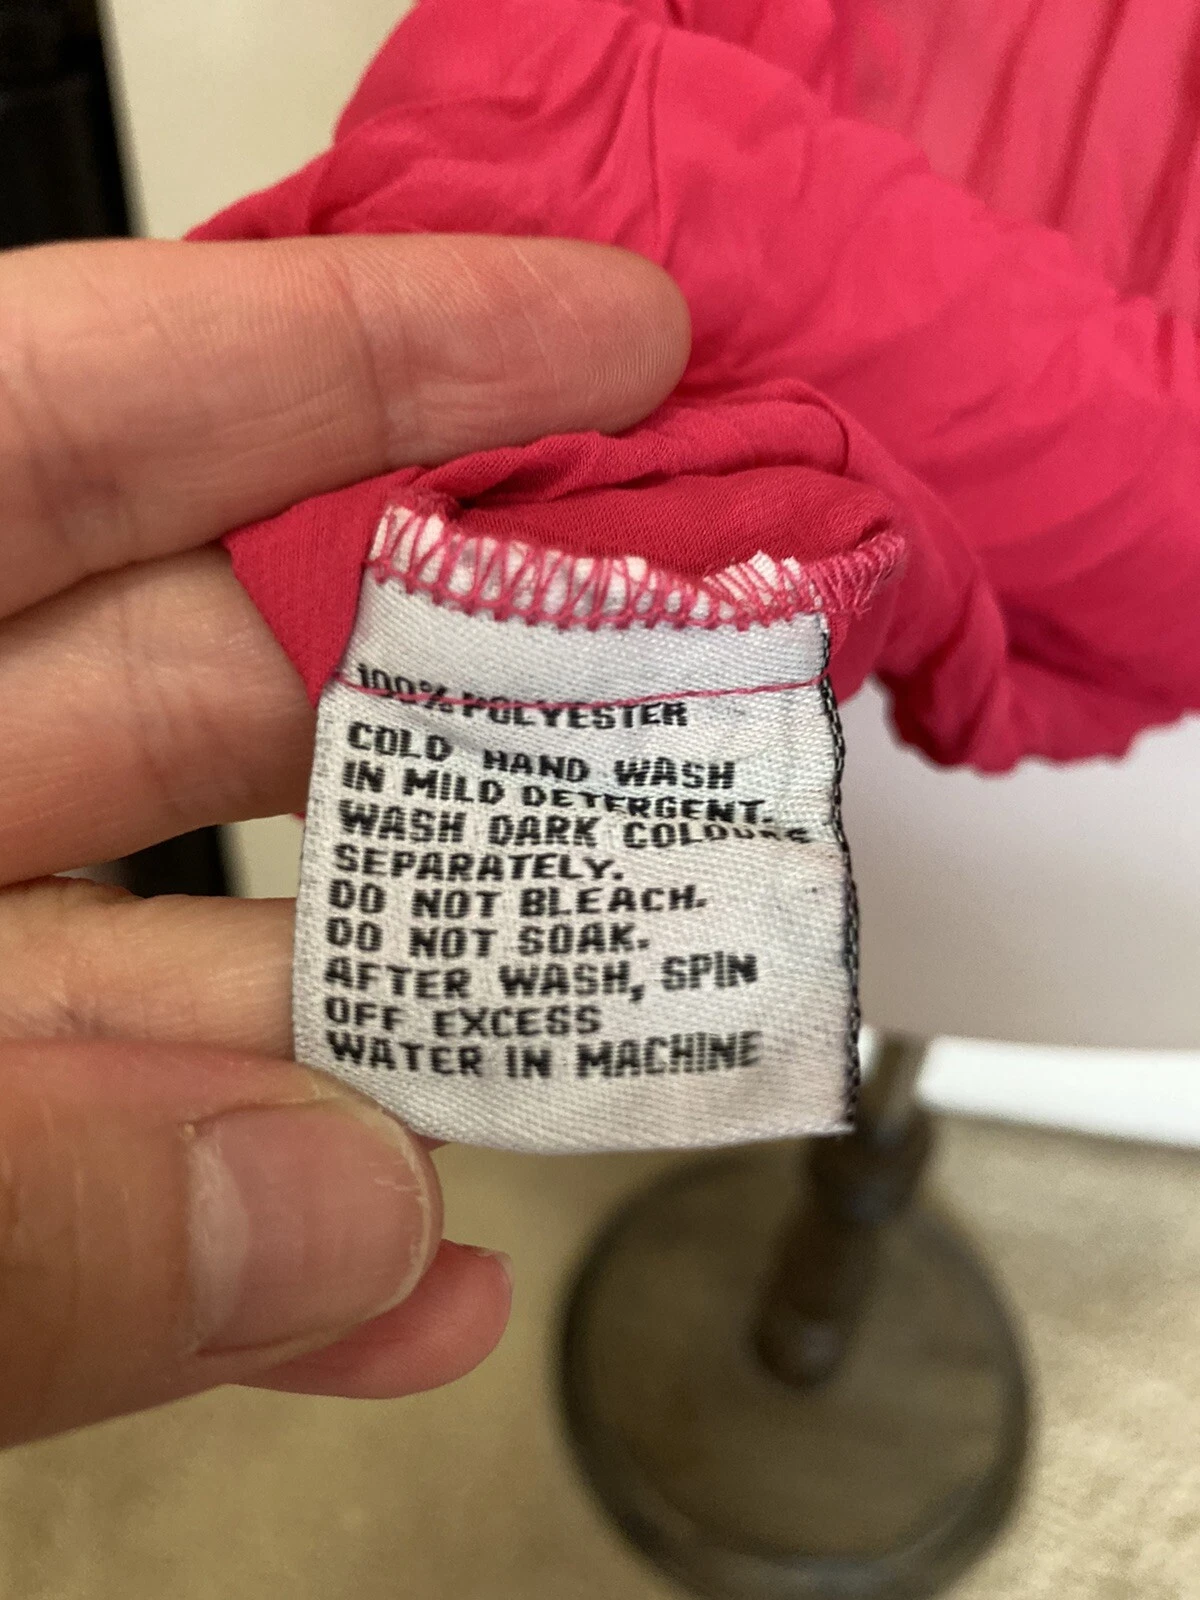 100% POLYESTER
COLD HAND WASH
IN MILD DETERGENT.
WASH DARK COLOURS
SEPARATELY.
DO NOT BLEACH.
DO NOT SOAK.
AFTER WASH, SPIN
OFF EXCESS
WATER IN MACHINE